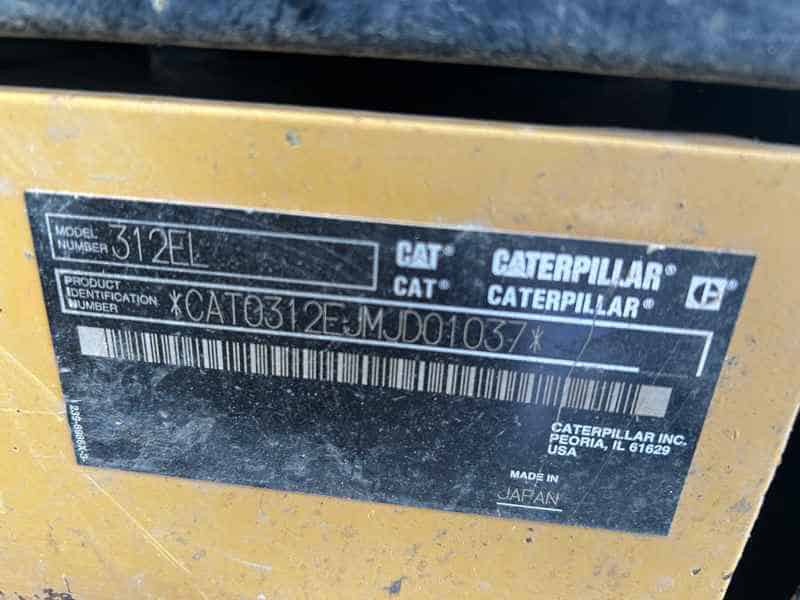 MODEL
NUMBER 312EL
CAT® CATERPILLAR®
CAT® CATERPILLAR®
PRODUCT
IDENTIFICATION
NUMBER
*CAT0312EJMJD01037*
CATERPILLAR INC.
PEORIA, IL 61629
USA
MADE IN
JAPAN